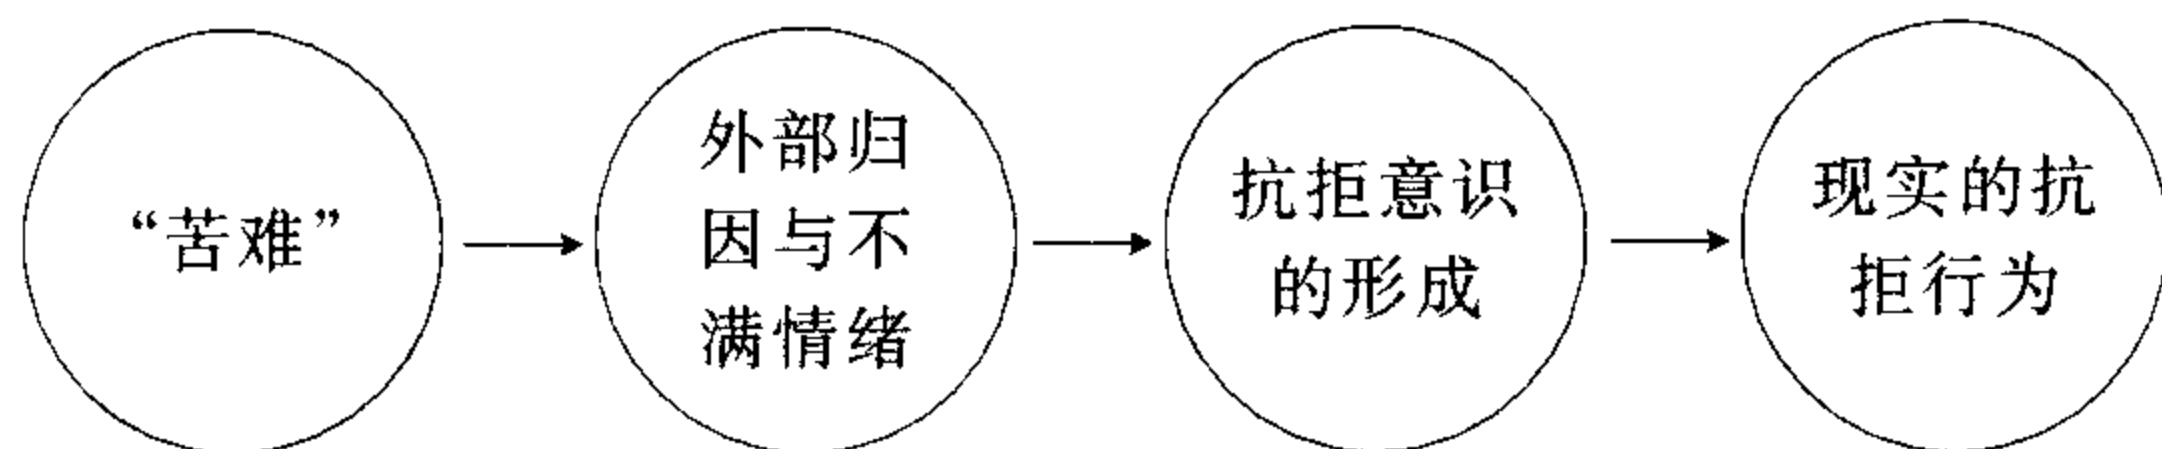 “苦难”
外部归
因与不
满情绪
抗拒意识
的形成
现实的抗
拒行为